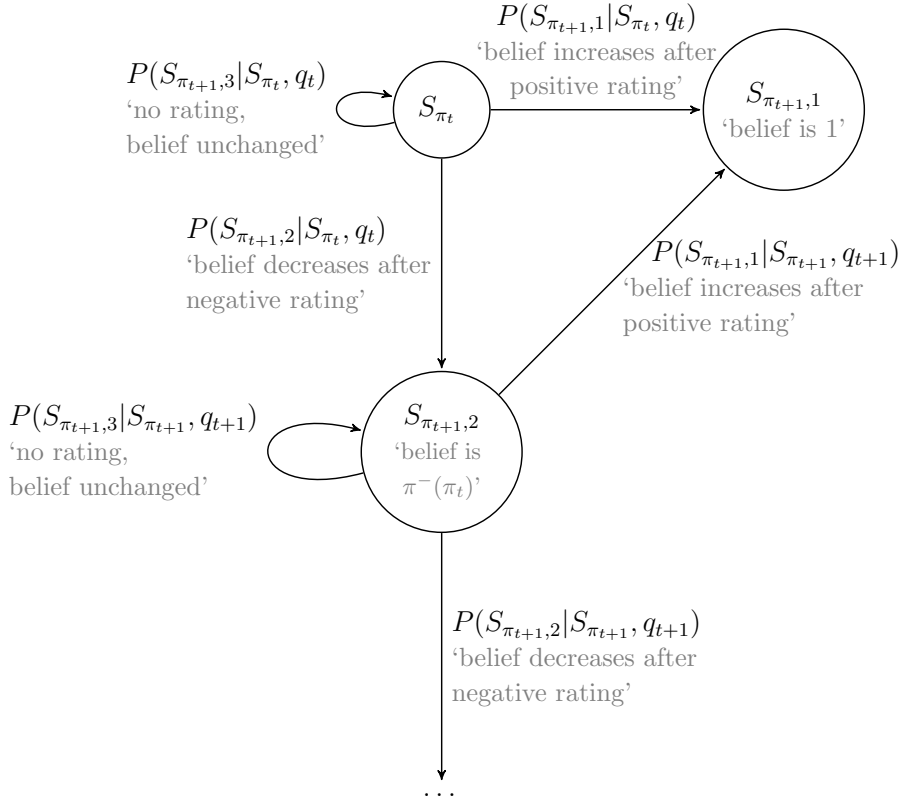 P(S_{π_{t+1},1}|S_{π_t}, q_t)
‘belief increases after
positive rating’
P(S_{π_{t+1},3}|S_{π_t}, q_t)
‘no rating,
belief unchanged’
S_{π_t}
S_{π_{t+1},1}
‘belief is 1’
P(S_{π_{t+1},2}|S_{π_t}, q_t)
‘belief decreases after
negative rating’
P(S_{π_{t+1},1}|S_{π_{t+1}}, q_{t+1})
‘belief increases after
positive rating’
P(S_{π_{t+1},3}|S_{π_{t+1}}, q_{t+1})
‘no rating,
belief unchanged’
S_{π_{t+1},2}
‘belief is
π^−(π_t)’
P(S_{π_{t+1},2}|S_{π_{t+1}}, q_{t+1})
‘belief decreases after
negative rating’
...